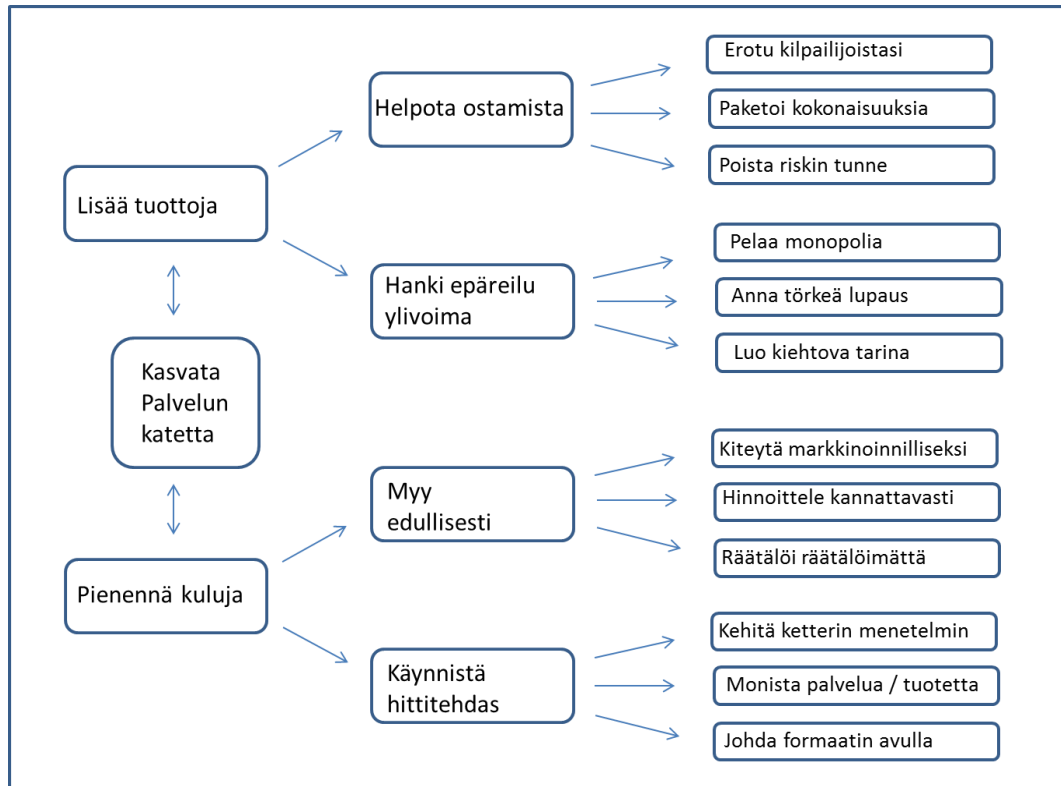 Erotu kilpailijoistasi
Helpota ostamista
Paketoi kokonaisuuksia
Poista riskin tunne
Lisää tuottoja
Pelaa monopolia
Hanki epäreilu
ylivoima
Anna törkeä lupaus
Luo kiehtova tarina
Kasvata
Palvelun
katetta
Kiteytä markkinoinnilliseksi
Myy
edullisesti
Hinnoittele kannattavasti
Räätälöi räätälöimättä
Pienennä kuluja
Kehitä ketterin menetelmin
Käynnistä
hittitehdas
Monista palvelua / tuotetta
Johda formaatin avulla